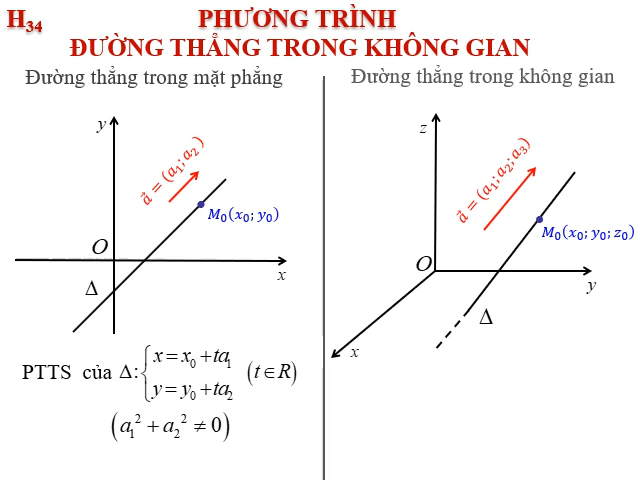 H₃₄
PHƯƠNG TRÌNH
ĐƯỜNG THẲNG TRONG KHÔNG GIAN
Đường thẳng trong mặt phẳng
y
a⃗ = (a₁; a₂)
M₀(x₀; y₀)
O
x
Δ
PTTS của Δ: { x = x₀ + ta₁
y = y₀ + ta₂ (t ∈ R)
(a₁² + a₂² ≠ 0)
Đường thẳng trong không gian
z
a⃗ = (a₁; a₂; a₃)
M₀(x₀; y₀; z₀)
O
y
Δ
x